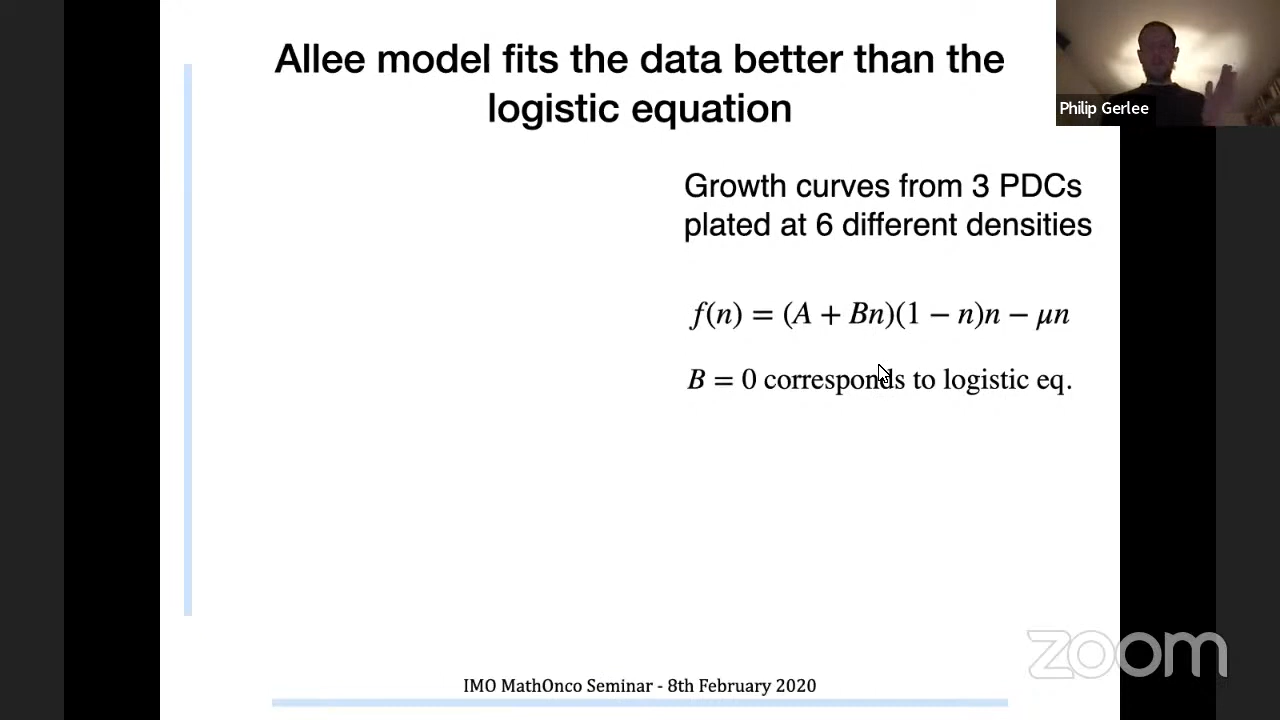 Allee model fits the data better than the
logistic equation
Philip Gerlee
Growth curves from 3 PDCs
plated at 6 different densities
f(n) = (A + Bn)(1 − n)n − μn
B = 0 corresponds to logistic eq.
zoom
IMO MathOnco Seminar - 8th February 2020